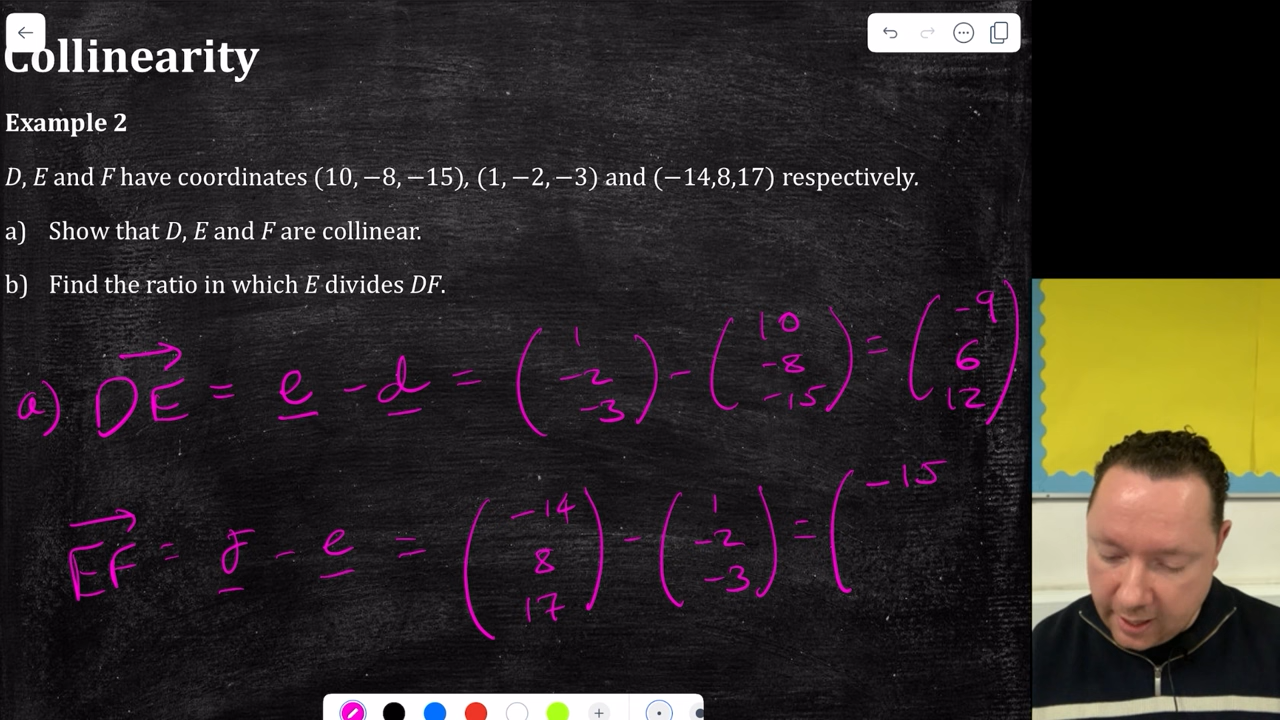 Collinearity
Example 2
D, E and F have coordinates (10, −8, −15), (1, −2, −3) and (−14,8,17) respectively.
a) Show that D, E and F are collinear.
b) Find the ratio in which E divides DF.
a) DE = e - d = (1 -2 -3) - (10 -8 -15) = (-9 6 12)
EF = f - e = (-14 8 17) - (1 -2 -3) = (-15